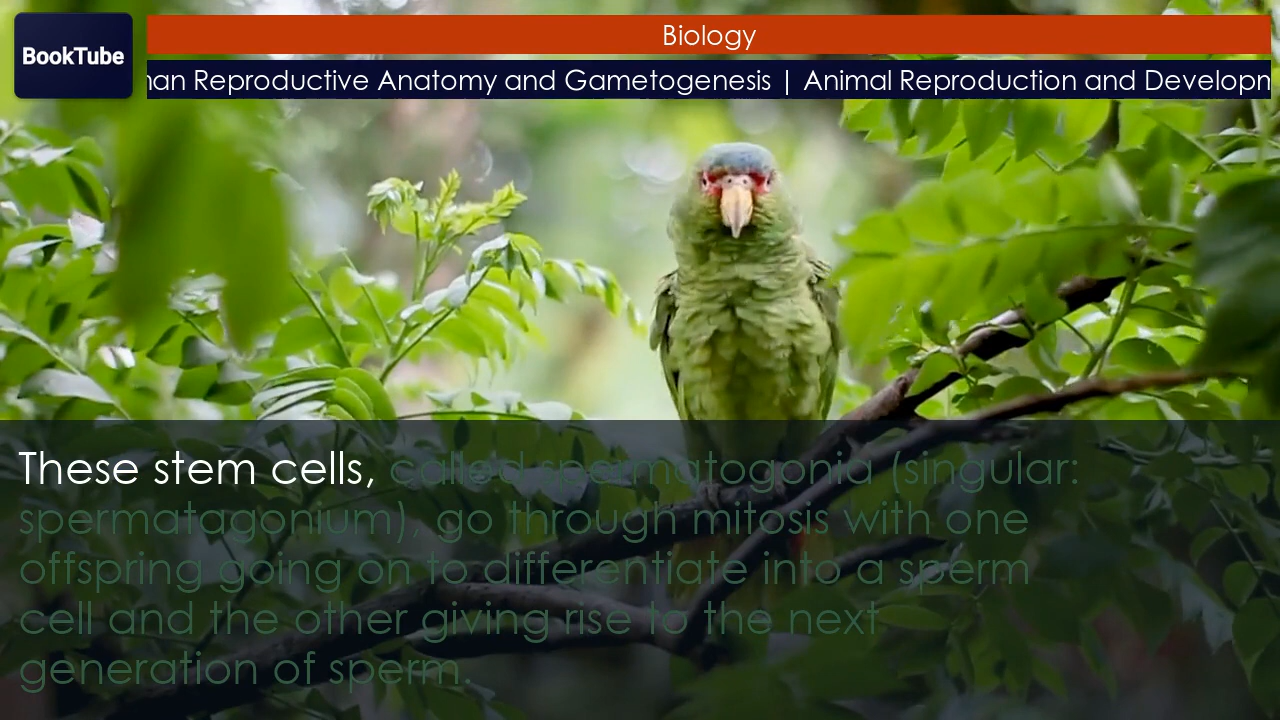 BookTube
Biology
nan Reproductive Anatomy and Gametogenesis | Animal Reproduction and Developn
These stem cells, called spermatogonia (singular:
spermatagonium), go through mitosis with one
offspring going on to differentiate into a sperm
cell and the other giving rise to the next
generation of sperm.